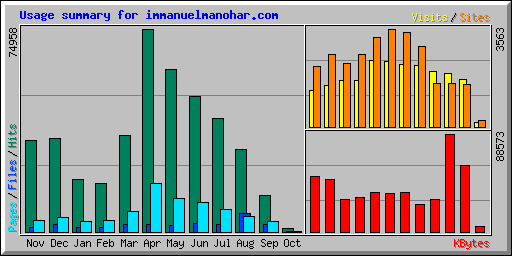 Usage summary for immanuelmanohar.com
Visits/Sites
74958
3563
Pages/Files/Hits
88573
Nov Dec Jan Feb Mar Apr May Jun Jul Aug Sep Oct
KBytes